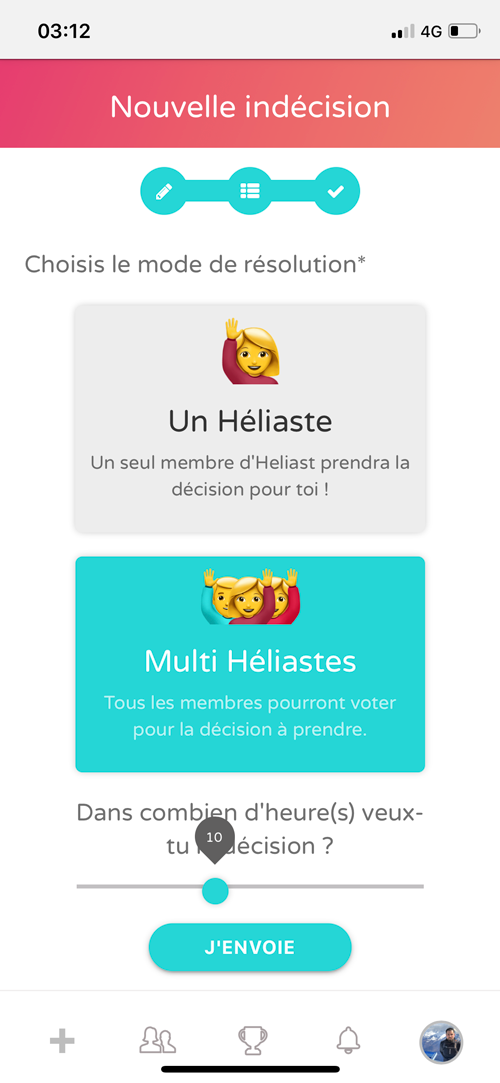 03:12
4G
Nouvelle indécision
Choisis le mode de résolution*
Un Héliaste
Un seul membre d'Heliast prendra la
décision pour toi !
Multi Héliastes
Tous les membres pourront voter
pour la décision à prendre.
Dans combien d'heure(s) veux-
tu décision ?
10
J'ENVOIE